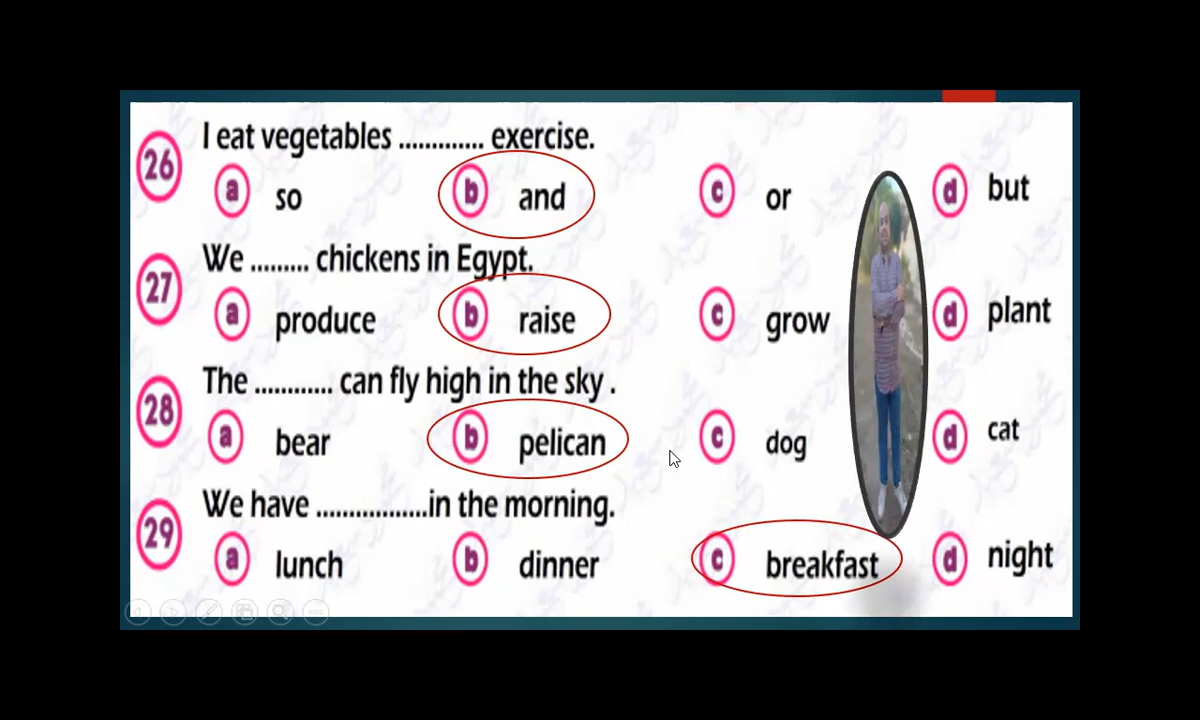 26 I eat vegetables ............. exercise.
a so b and c or d but
27 We ......... chickens in Egypt.
a produce b raise c grow d plant
28 The ............ can fly high in the sky .
a bear b pelican c dog d cat
29 We have .................in the morning.
a lunch b dinner c breakfast d night